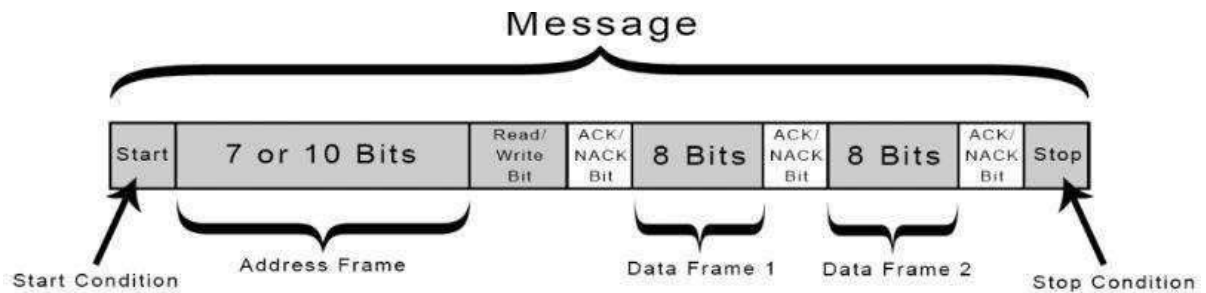 Message
Start
7 or 10 Bits
Read/
Write
Bit
ACK/
NACK
Bit
8 Bits
ACK/
NACK
Bit
8 Bits
ACK/
NACK
Bit
Stop
Start Condition
Address Frame
Data Frame 1
Data Frame 2
Stop Condition